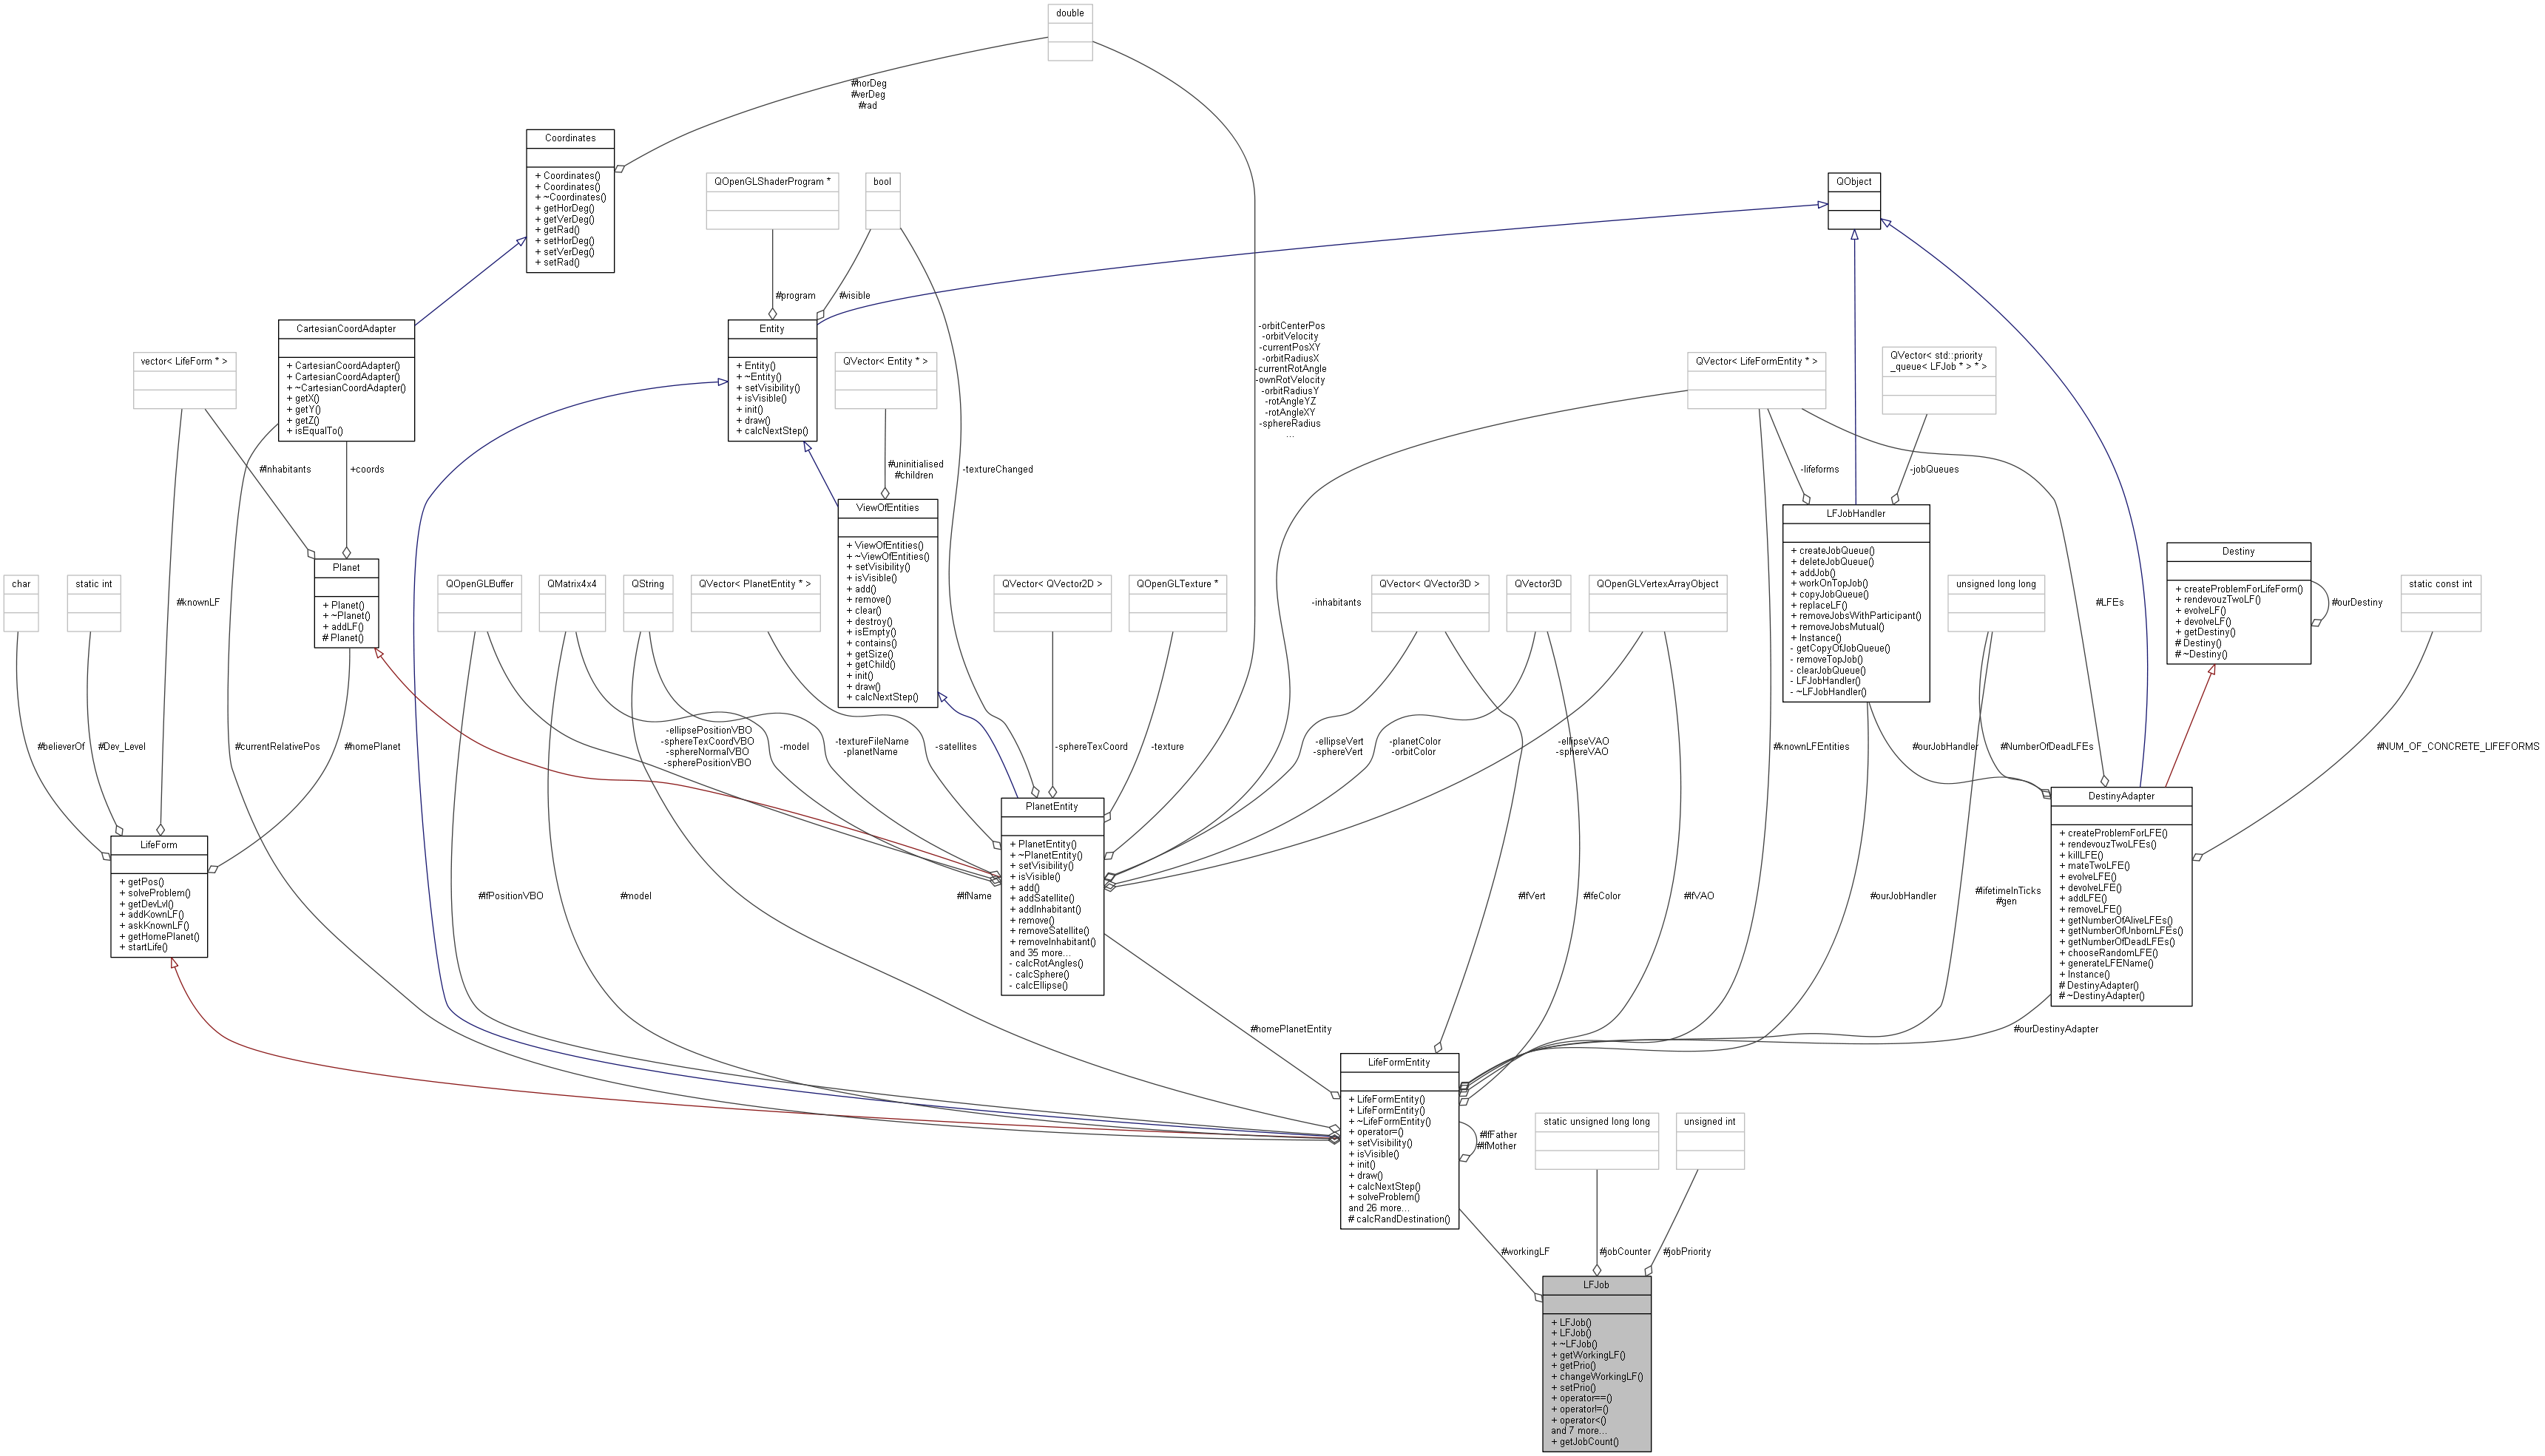 double
#horDeg
#verDeg
#rad
Coordinates
+ Coordinates()
+ Coordinates()
+ ~Coordinates()
+ getHorDeg()
+ getVerDeg()
+ getRad()
+ setHorDeg()
+ setVerDeg()
+ setRad()
QOpenGLShaderProgram *
bool
QObject
#program
#visible
CartesianCoordAdapter
+ CartesianCoordAdapter()
+ CartesianCoordAdapter()
+ ~CartesianCoordAdapter()
+ getX()
+ getY()
+ getZ()
+ isEqualTo()
Entity
+ Entity()
+ ~Entity()
+ setVisibility()
+ isVisible()
+ init()
+ draw()
+ calcNextStep()
-orbitCenterPos
-orbitVelocity
-currentPosXY
-orbitRadiusX
-currentRotAngle
-ownRotVelocity
-orbitRadiusY
-rotAngleYZ
-rotAngleXY
-sphereRadius
...
vector< LifeForm * >
QVector< Entity * >
QVector< LifeFormEntity * >
QVector< std::priority
_queue< LFJob * > * >
#Inhabitants
+coords
#uninitialised
#children
-textureChanged
-lifeforms
-jobQueues
ViewOfEntities
+ ViewOfEntities()
+ ~ViewOfEntities()
+ setVisibility()
+ isVisible()
+ add()
+ remove()
+ clear()
+ destroy()
+ isEmpty()
+ contains()
+ getSize()
+ getChild()
+ init()
+ draw()
+ calcNextStep()
LFJobHandler
+ createJobQueue()
+ deleteJobQueue()
+ addJob()
+ workOnTopJob()
+ copyJobQueue()
+ replaceLF()
+ removeJobsWithParticipant()
+ removeJobsMutual()
+ Instance()
- getCopyOfJobQueue()
- removeTopJob()
- clearJobQueue()
- LFJobHandler()
- ~LFJobHandler()
Destiny
+ createProblemForLifeForm()
+ rendevouzTwoLF()
+ evolveLF()
+ devolveLF()
+ getDestiny()
# Destiny()
# ~Destiny()
#ourDestiny
Planet
+ Planet()
+ ~Planet()
+ addLF()
# Planet()
char
static int
#knownLF
QOpenGLBuffer
QMatrix4x4
QString
QVector< PlanetEntity * >
QVector< QVector2D >
QOpenGLTexture *
-inhabitants
QVector< QVector3D >
QVector3D
QOpenGLVertexArrayObject
unsigned long long
#LFEs
static const int
#believerOf
#Dev_Level
#currentRelativePos
#homePlanet
-ellipsePositionVBO
-sphereTexCoordVBO
-sphereNormalVBO
-spherePositionVBO
-model
-textureFileName
-planetName
-satellites
-sphereTexCoord
-texture
-ellipseVert
-sphereVert
-planetColor
-orbitColor
-ellipseVAO
-sphereVAO
#knownLFEntities
#ourJobHandler
#NumberOfDeadLFEs
#NUM_OF_CONCRETE_LIFEFORMS
LifeForm
+ getPos()
+ solveProblem()
+ getDevLvl()
+ addKownLF()
+ askKnownLF()
+ getHomePlanet()
+ startLife()
PlanetEntity
+ PlanetEntity()
+ ~PlanetEntity()
+ setVisibility()
+ isVisible()
+ add()
+ addSatellite()
+ addInhabitant()
+ remove()
+ removeSatellite()
+ removeInhabitant()
and 35 more...
- calcRotAngles()
- calcSphere()
- calcEllipse()
DestinyAdapter
+ createProblemForLFE()
+ rendevouzTwoLFEs()
+ killLFE()
+ mateTwoLFE()
+ evolveLFE()
+ devolveLFE()
+ addLFE()
+ removeLFE()
+ getNumberOfAliveLFEs()
+ getNumberOfUnbornLFEs()
+ getNumberOfDeadLFEs()
+ chooseRandomLFE()
+ generateLFEName()
+ Instance()
# DestinyAdapter()
# ~DestinyAdapter()
#lfPositionVBO
#model
#lfName
#lfVert
#lfeColor
#lfVAO
#ourJobHandler
#lifetimeInTicks
#gen
#homePlanetEntity
#ourDestinyAdapter
LifeFormEntity
+ LifeFormEntity()
+ LifeFormEntity()
+ ~LifeFormEntity()
+ operator=()
+ setVisibility()
+ isVisible()
+ init()
+ draw()
+ calcNextStep()
+ solveProblem()
and 26 more...
# calcRandDestination()
#lfFather
#lfMother
static unsigned long long
unsigned int
#workingLF
#jobCounter
#jobPriority
LFJob
+ LFJob()
+ LFJob()
+ ~LFJob()
+ getWorkingLF()
+ getPrio()
+ changeWorkingLF()
+ setPrio()
+ operator==()
+ operator!=()
+ operator<()
and 7 more...
+ getJobCount()